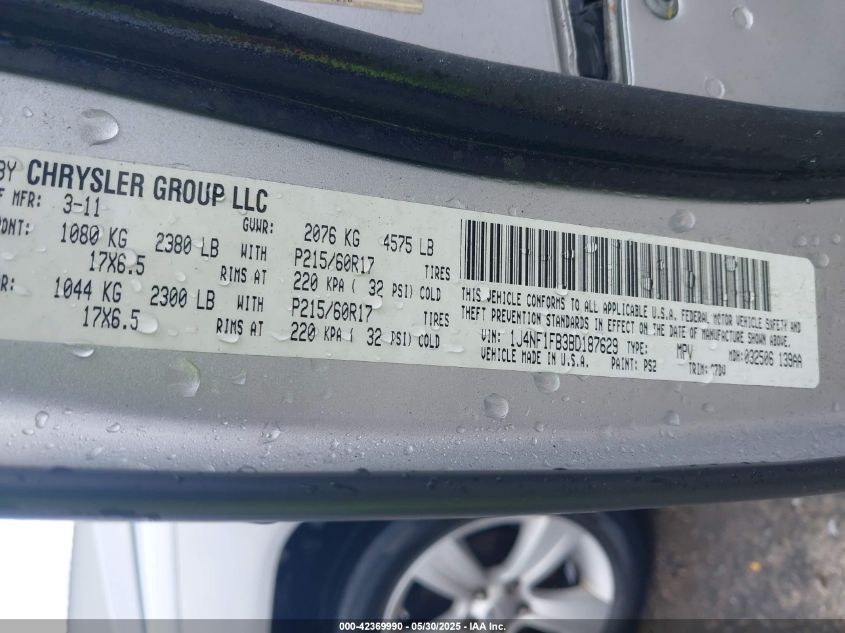 BY CHRYSLER GROUP LLC
F MFR: 3-11 GVWR: 2076 KG 4575 LB
RONT: 1080 KG 2380 LB WITH P215/60R17 TIRES
17X6.5 RIMS AT 220 KPA ( 32 PSI) COLD
R: 1044 KG 2300 LB WITH P215/60R17 TIRES
17X6.5 RIMS AT 220 KPA ( 32 PSI) COLD
THIS VEHICLE CONFORMS TO ALL APPLICABLE U.S.A. FEDERAL MOTOR VEHICLE SAFETY AND
THEFT PREVENTION STANDARDS IN EFFECT ON THE DATE OF MANUFACTURE SHOWN ABOVE.
VIN: 1J4NF1FB3BD187629 TYPE: MPV MDH: 032506 139AA
VEHICLE MADE IN U.S.A. PAINT: PS2 TRIM:
000-42369990 — 05/30/2025 — IAA Inc.